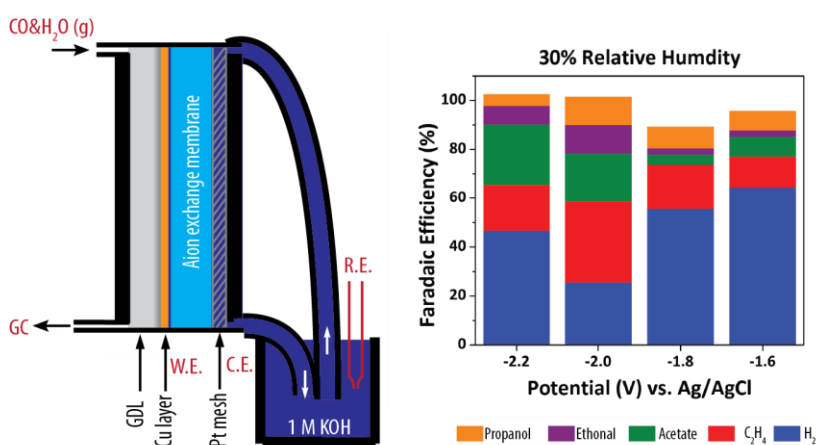 CO&H₂O (g)
Aion exchange membrane
R.E.
GC
W.E.
C.E.
GDL
Cu layer
Pt mesh
1 M KOH
30% Relative Humdity
Faradaic Efficiency (%)
100
80
60
40
20
0
-2.2 -2.0 -1.8 -1.6
Potential (V) vs. Ag/AgCl
Propanol Ethonal Acetate C₂H₄ H₂